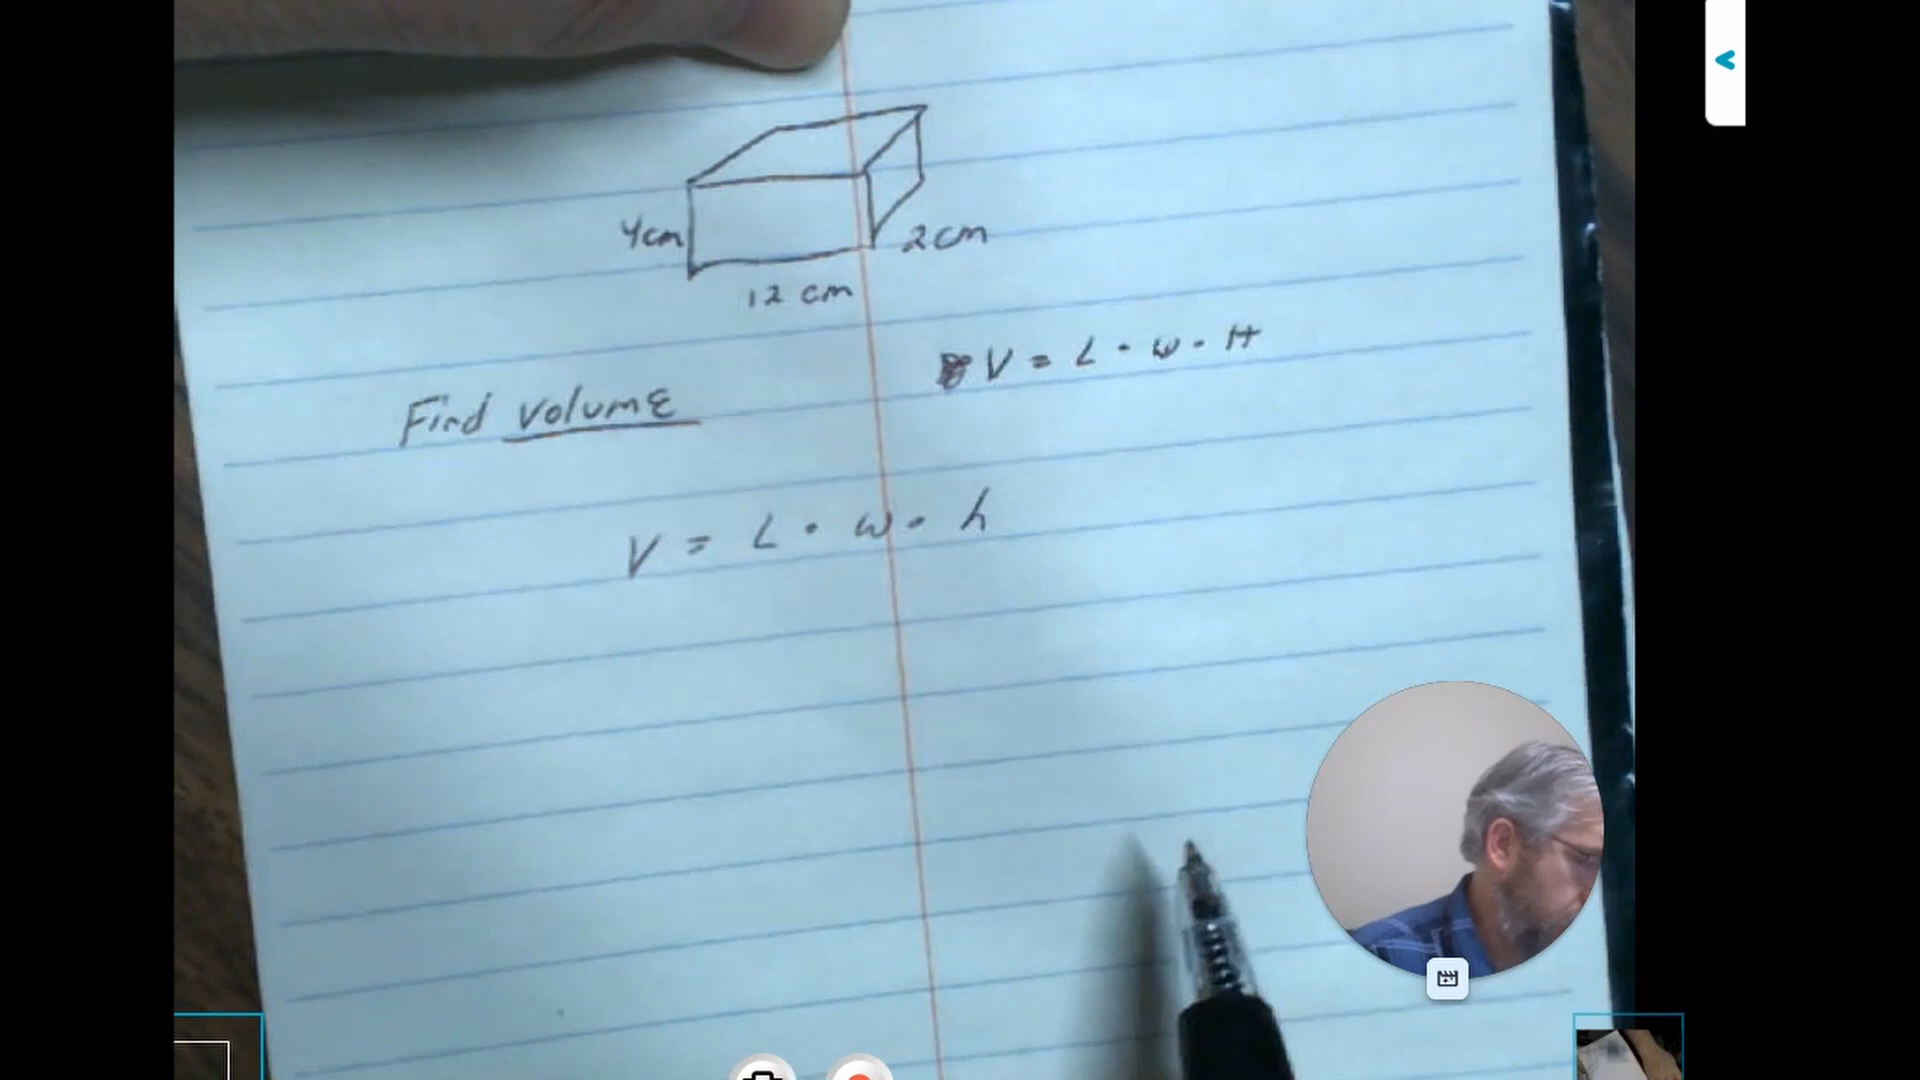 4cm
2cm
12 cm
V = L · w · H
Find volume
V = L · w · h